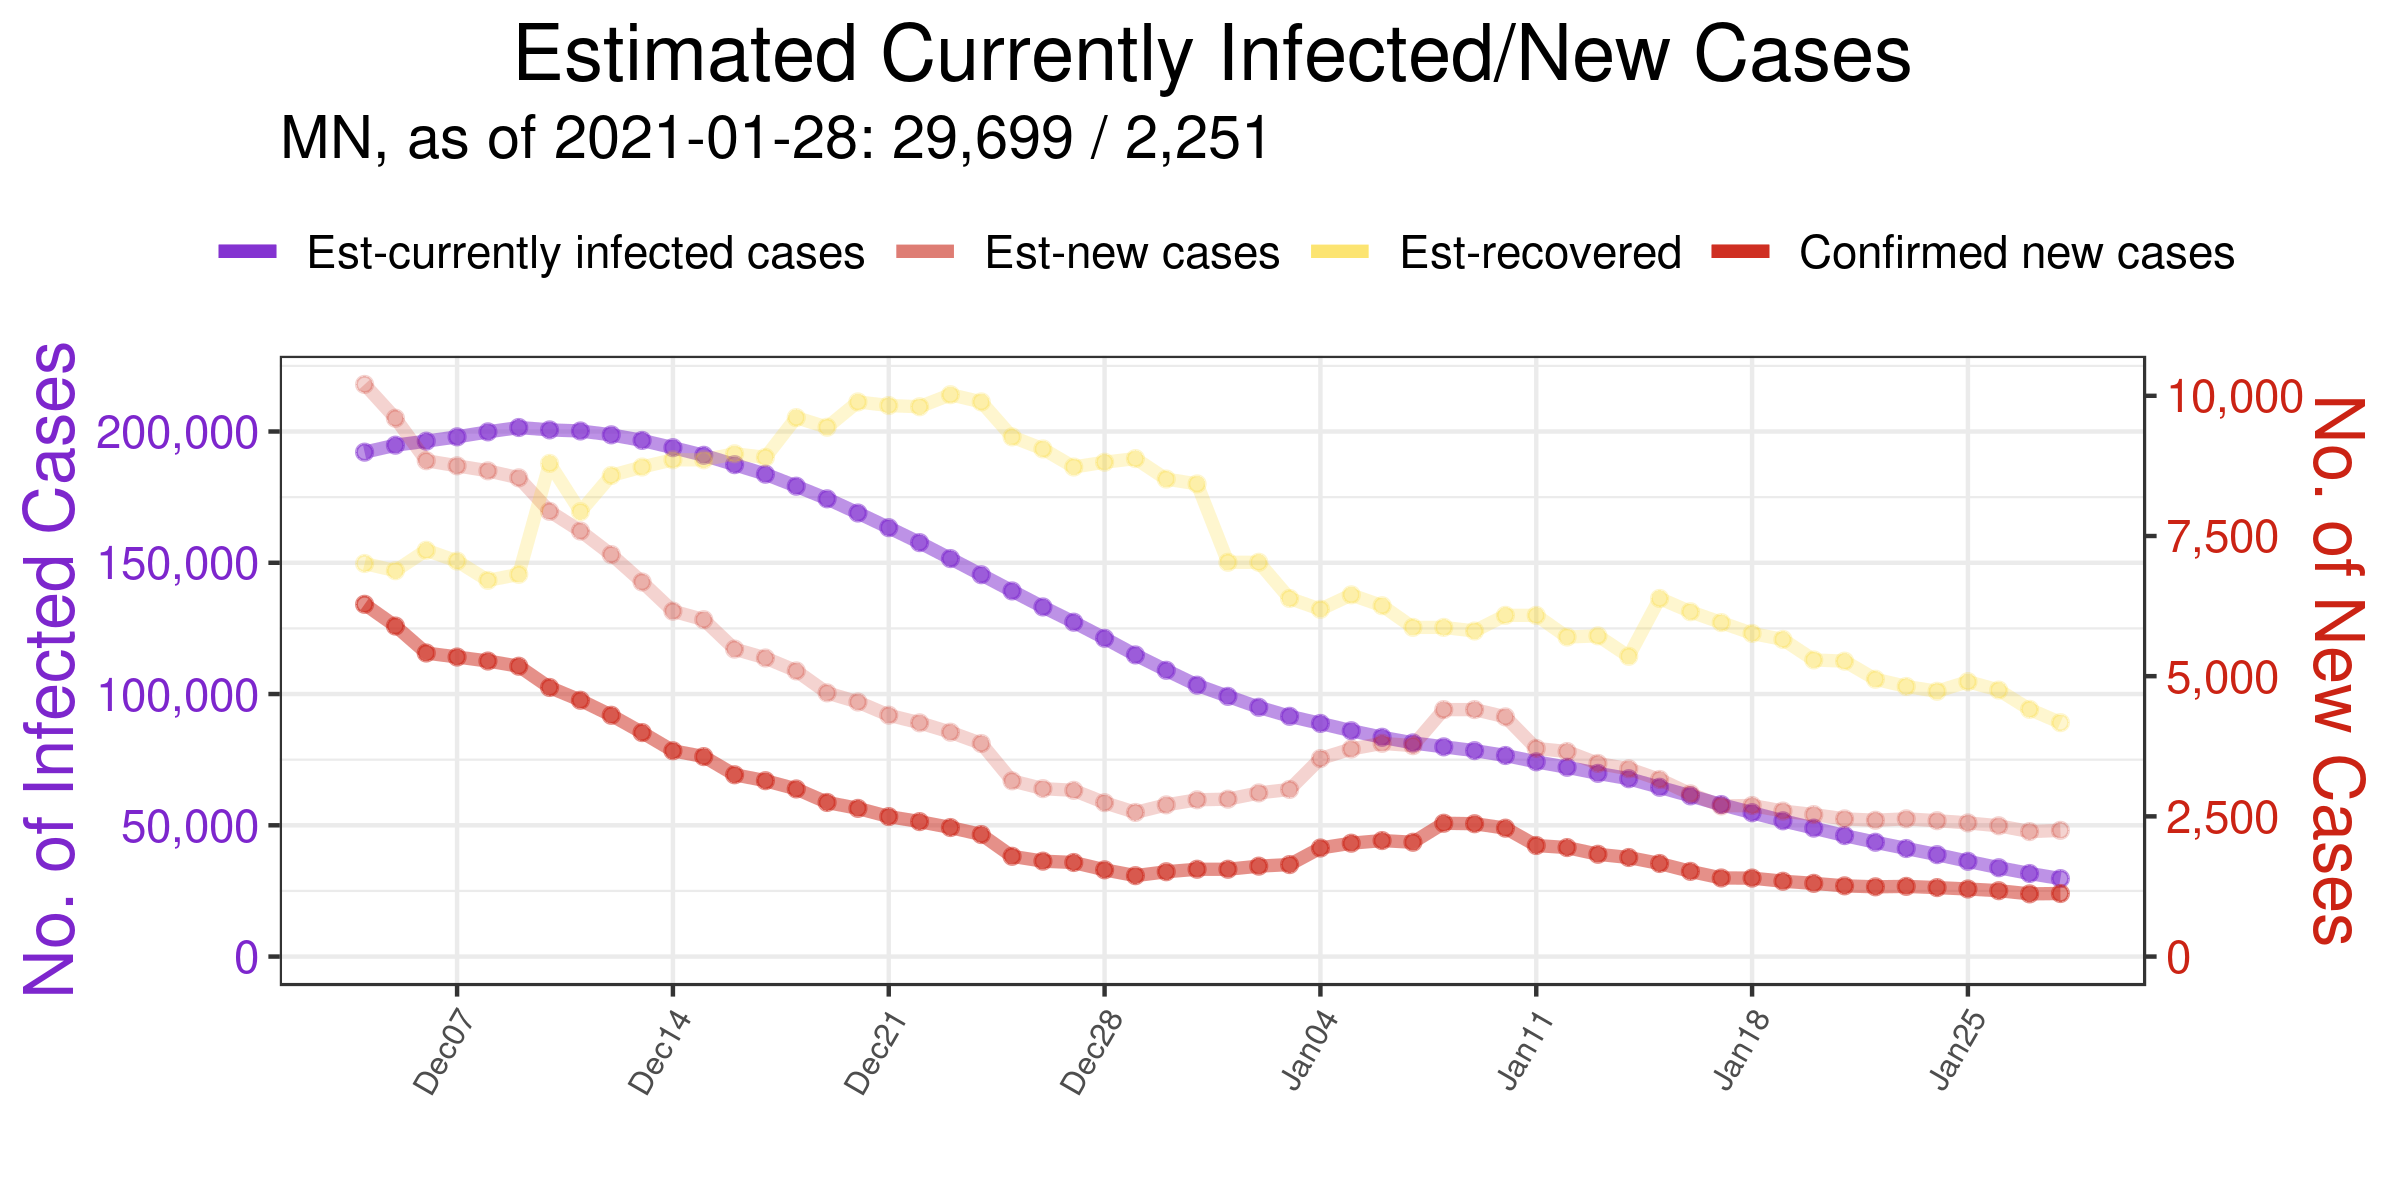 Estimated Currently Infected/New Cases
MN, as of 2021-01-28: 29,699 / 2,251
Est-currently infected cases Est-new cases Est-recovered Confirmed new cases
No. of Infected Cases
200,000
150,000
100,000
50,000
0
10,000
7,500
5,000
2,500
0
No. of New Cases
Dec07 Dec14 Dec21 Dec28 Jan04 Jan11 Jan18 Jan25